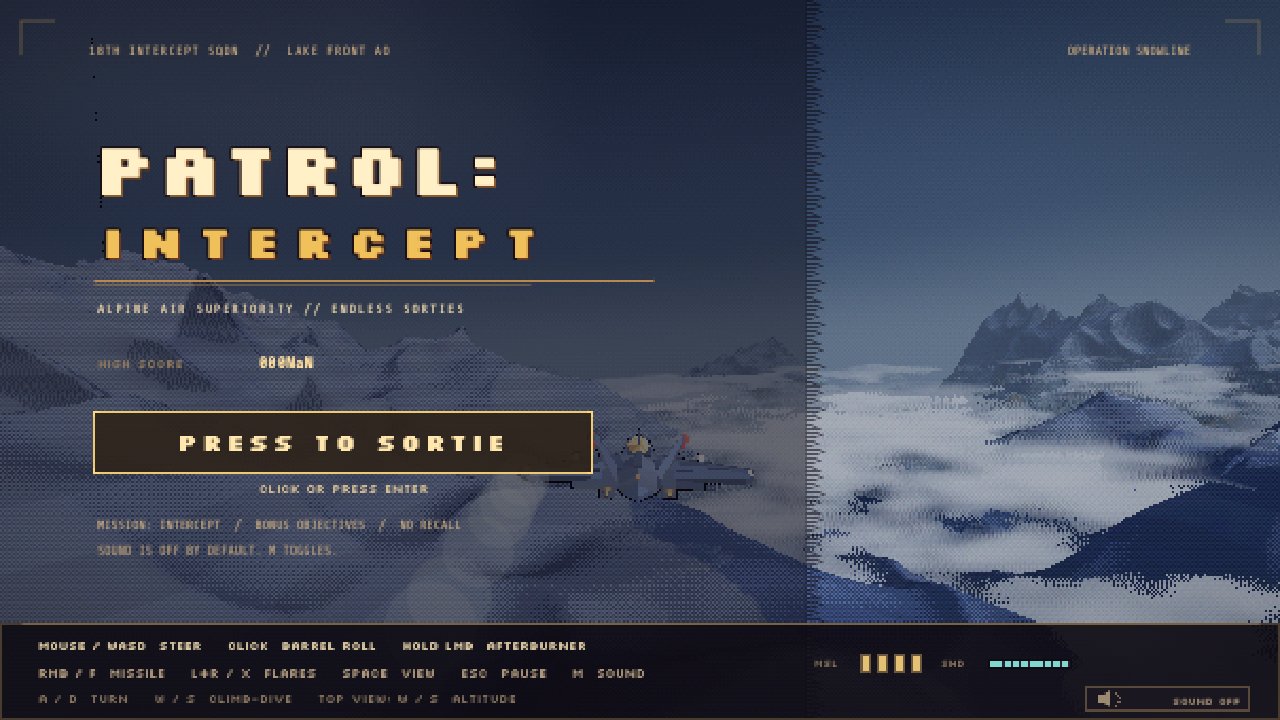 18TH INTERCEPT SQDN // LAKE FRONT AO
OPERATION SNOWLINE
PATROL:
INTERCEPT
ALPINE AIR SUPERIORITY // ENDLESS SORTIES
HIGH SCORE 000NaN
PRESS TO SORTIE
CLICK OR PRESS ENTER
MISSION: INTERCEPT / BONUS OBJECTIVES / NO RECALL
SOUND IS OFF BY DEFAULT. M TOGGLES.
MOUSE / WASD STEER CLICK BARREL ROLL HOLD LMB AFTERBURNER
RMB / F MISSILE L+R / X FLARES SPACE VIEW ESC PAUSE M SOUND
A / D TURN W / S CLIMB-DIVE TOP VIEW: W / S ALTITUDE
MSL SND
SOUND OFF